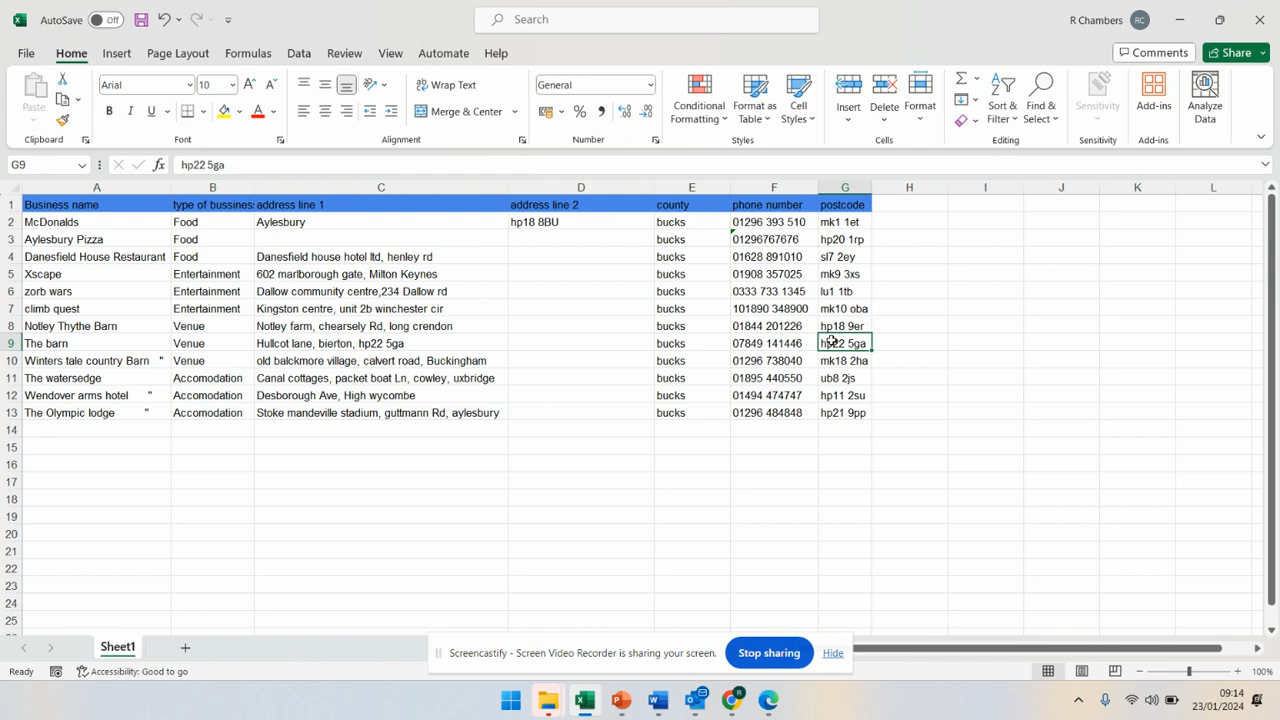 AutoSave Off Search R Chambers RC
File Home Insert Page Layout Formulas Data Review View Automate Help Comments Share
Arial 10 Wrap Text General
Paste B I U Merge & Center Conditional Formatting Format as Table Cell Styles Insert Delete Format Sort & Filter Find & Select Sensitivity Add-ins Analyze Data
Clipboard Font Alignment Number Styles Cells Editing Sensitivity Add-ins
G9 fx hp22 5ga
A B C D E F G H I J K L
1 Business name type of bussiness address line 1 address line 2 county phone number postcode
2 McDonalds Food Aylesbury hp18 8BU bucks 01296 393 510 mk1 1et
3 Aylesbury Pizza Food bucks 01296767676 hp20 1rp
4 Danesfield House Restaurant Food Danesfield house hotel ltd, henley rd bucks 01628 891010 sl7 2ey
5 Xscape Entertainment 602 marlborough gate, Milton Keynes bucks 01908 357025 mk9 3xs
6 zorb wars Entertainment Dallow community centre,234 Dallow rd bucks 0333 733 1345 lu1 1tb
7 climb quest Entertainment Kingston centre, unit 2b winchester cir bucks 101890 348900 mk10 oba
8 Notley Thythe Barn Venue Notley farm, chearsely Rd, long crendon bucks 01844 201226 hp18 9er
9 The barn Venue Hullcot lane, bierton, hp22 5ga bucks 07849 141446 hp22 5ga
10 Winters tale country Barn " Venue old balckmore village, calvert road, Buckingham bucks 01296 738040 mk18 2ha
11 The watersedge Accomodation Canal cottages, packet boat Ln, cowley, uxbridge bucks 01895 440550 ub8 2js
12 Wendover arms hotel " Accomodation Desborough Ave, High wycombe bucks 01494 474747 hp11 2su
13 The Olympic lodge " Accomodation Stoke mandeville stadium, guttmann Rd, aylesbury bucks 01296 484848 hp21 9pp
14
15
16
17
18
19
20
21
22
23
24
25
Sheet1
Screencastify - Screen Video Recorder is sharing your screen. Stop sharing Hide
Ready Accessibility: Good to go 100%
09:14
23/01/2024